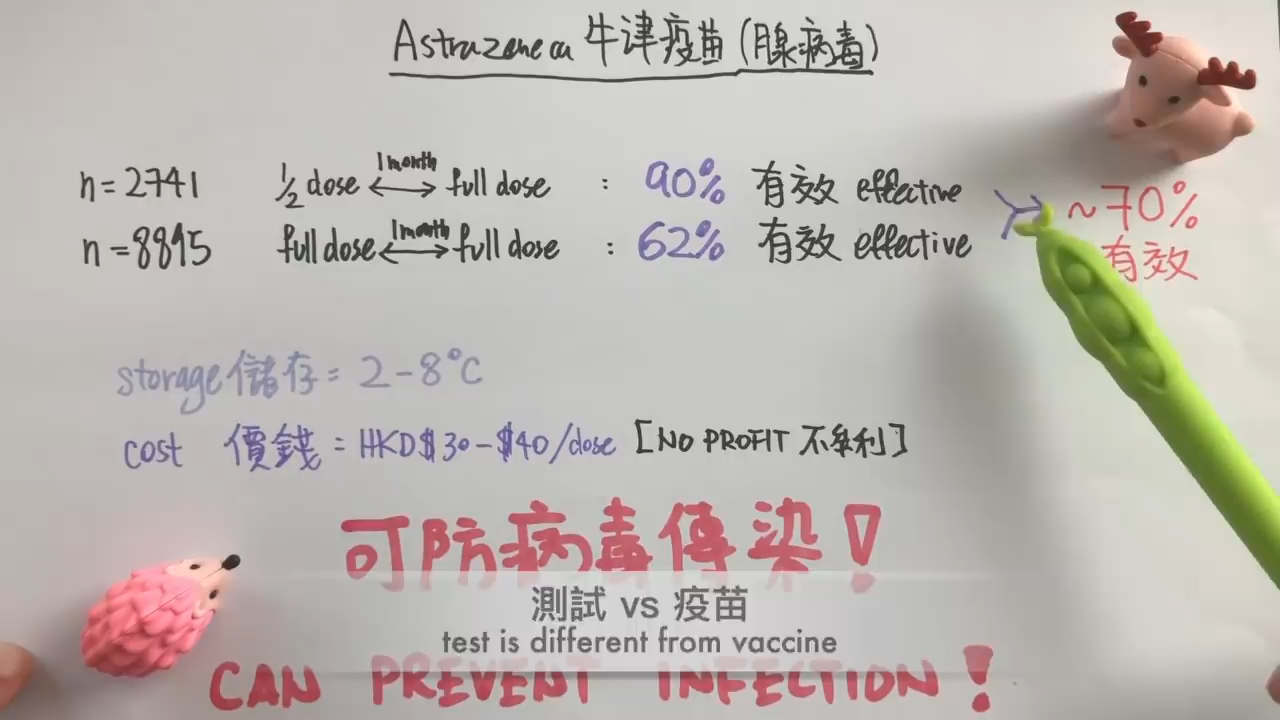 Astrazeneca 牛津疫苗 (腺病毒)
n=2741 ½ dose ↔ 1 month full dose : 90% 有效 effective
n=8895 full dose ↔ 1 month full dose : 62% 有效 effective
~70%
有效
storage 儲存 = 2-8°C
cost 價錢 = HKD$30-$40/dose [NO PROFIT 不牟利]
可防病毒傳染!
測試 vs 疫苗
test is different from vaccine
CAN PREVENT INFECTION!